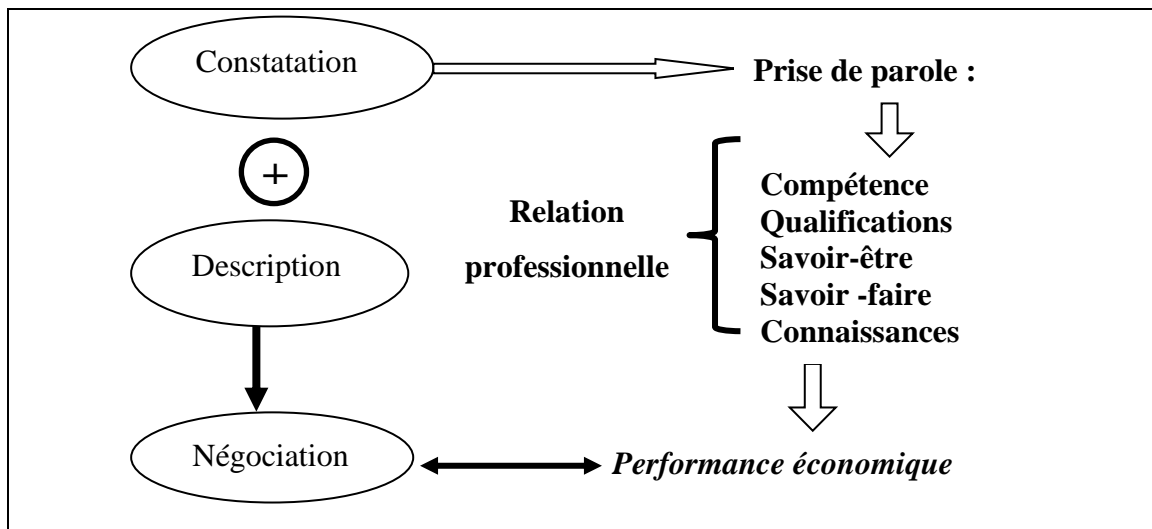 Constatation
Prise de parole :
+
Compétence
Qualifications
Relation
Savoir-être
Description
professionnelle
Savoir -faire
Connaissances
Négociation
Performance économique